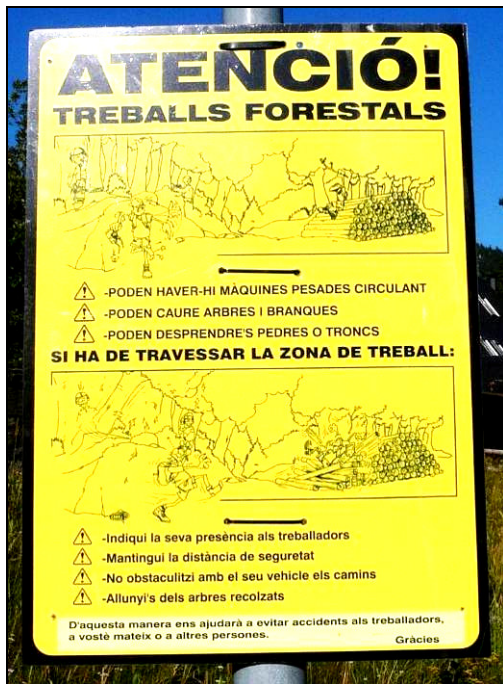 ATENCIÓ!
TREBALLS FORESTALS
-PODEN HAVER-HI MÀQUINES PESADES CIRCULANT
-PODEN CAURE ARBRES I BRANQUES
-PODEN DESPRENDRE'S PEDRES O TRONCS
SI HA DE TRAVESSAR LA ZONA DE TREBALL:
-Indiqui la seva presència als treballadors
-Mantingui la distància de seguretat
-No obstaculitzi amb el seu vehicle els camins
-Allunyi's dels arbres recolzats
D'aquesta manera ens ajudarà a evitar accidents als treballadors,
a vostè mateix o a altres persones.
Gràcies